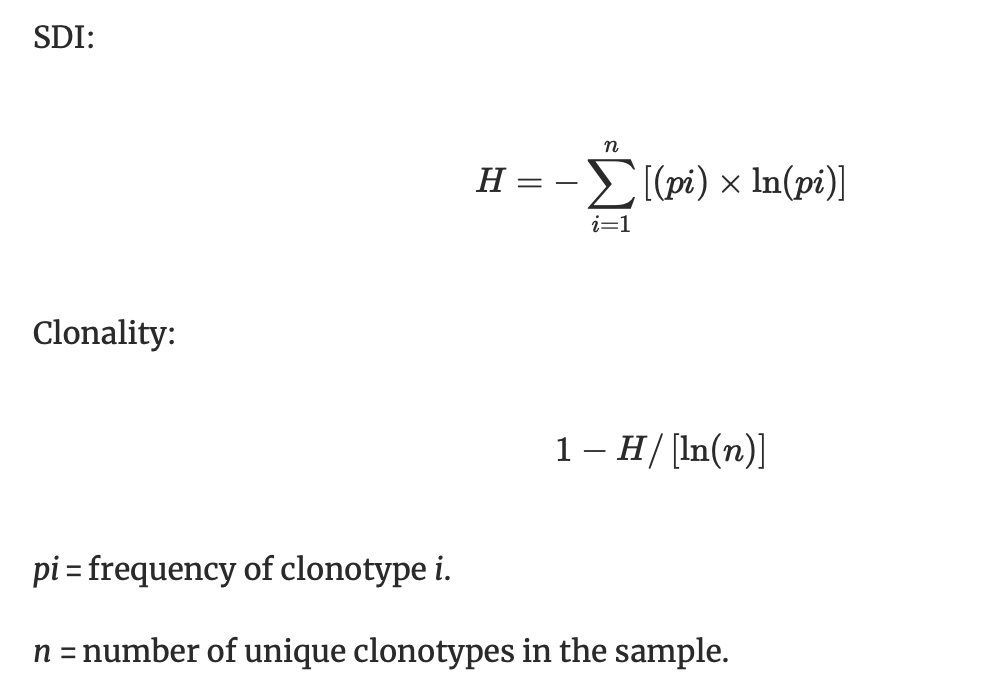 SDI:
H = − ∑ⁿᵢ₌₁ [(pi) × ln(pi)]
Clonality:
1 − H/ [ln(n)]
pi = frequency of clonotype i.
n = number of unique clonotypes in the sample.